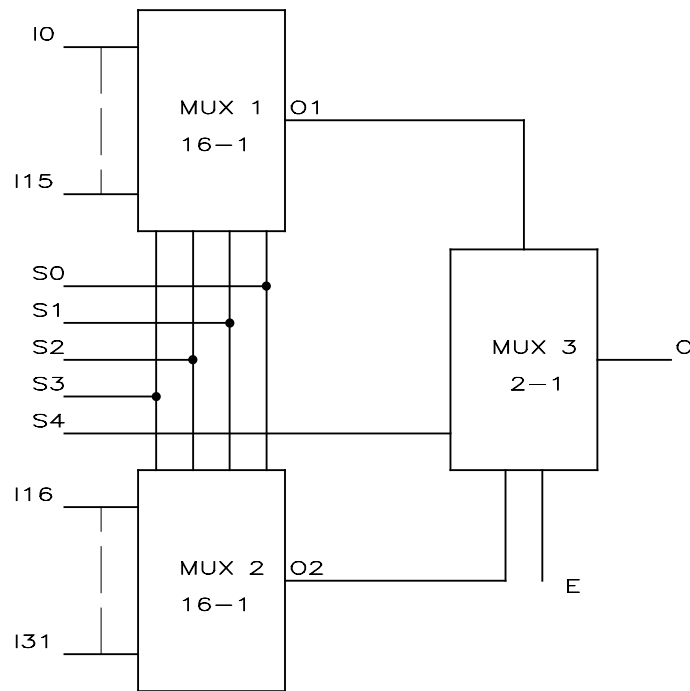 I0
MUX 1
16-1
O1
I15
S0
S1
S2
S3
S4
MUX 3
2-1
O
I16
MUX 2
16-1
O2
E
I31